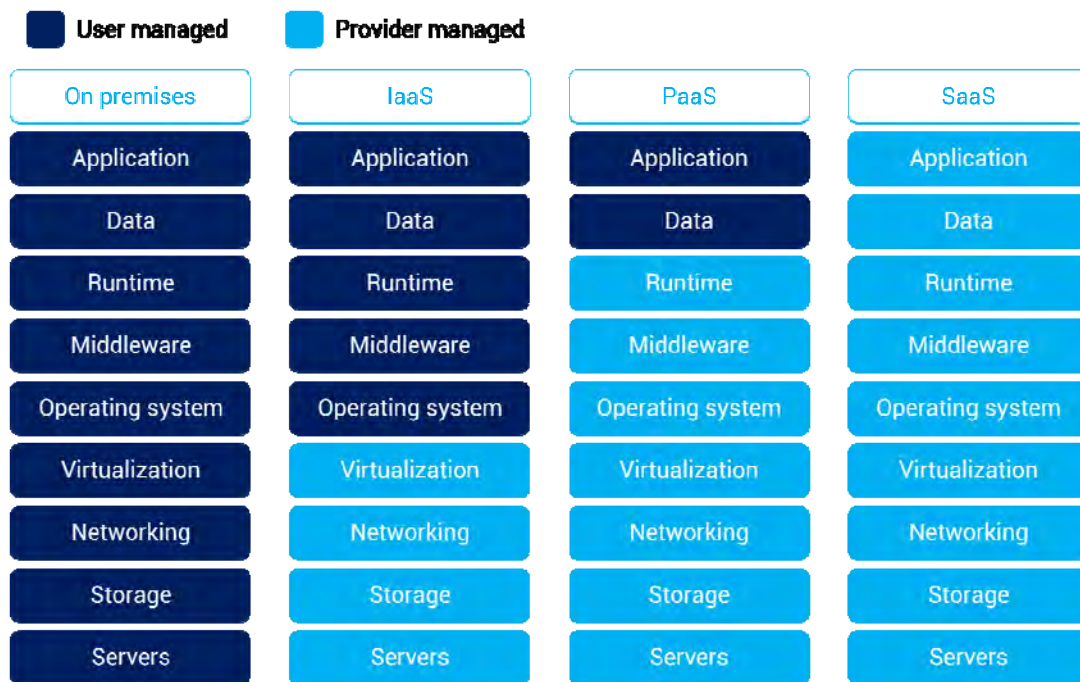 User managed Provider managed
On premises IaaS PaaS SaaS
Application Application Application Application
Data Data Data Data
Runtime Runtime Runtime Runtime
Middleware Middleware Middleware Middleware
Operating system Operating system Operating system Operating system
Virtualization Virtualization Virtualization Virtualization
Networking Networking Networking Networking
Storage Storage Storage Storage
Servers Servers Servers Servers